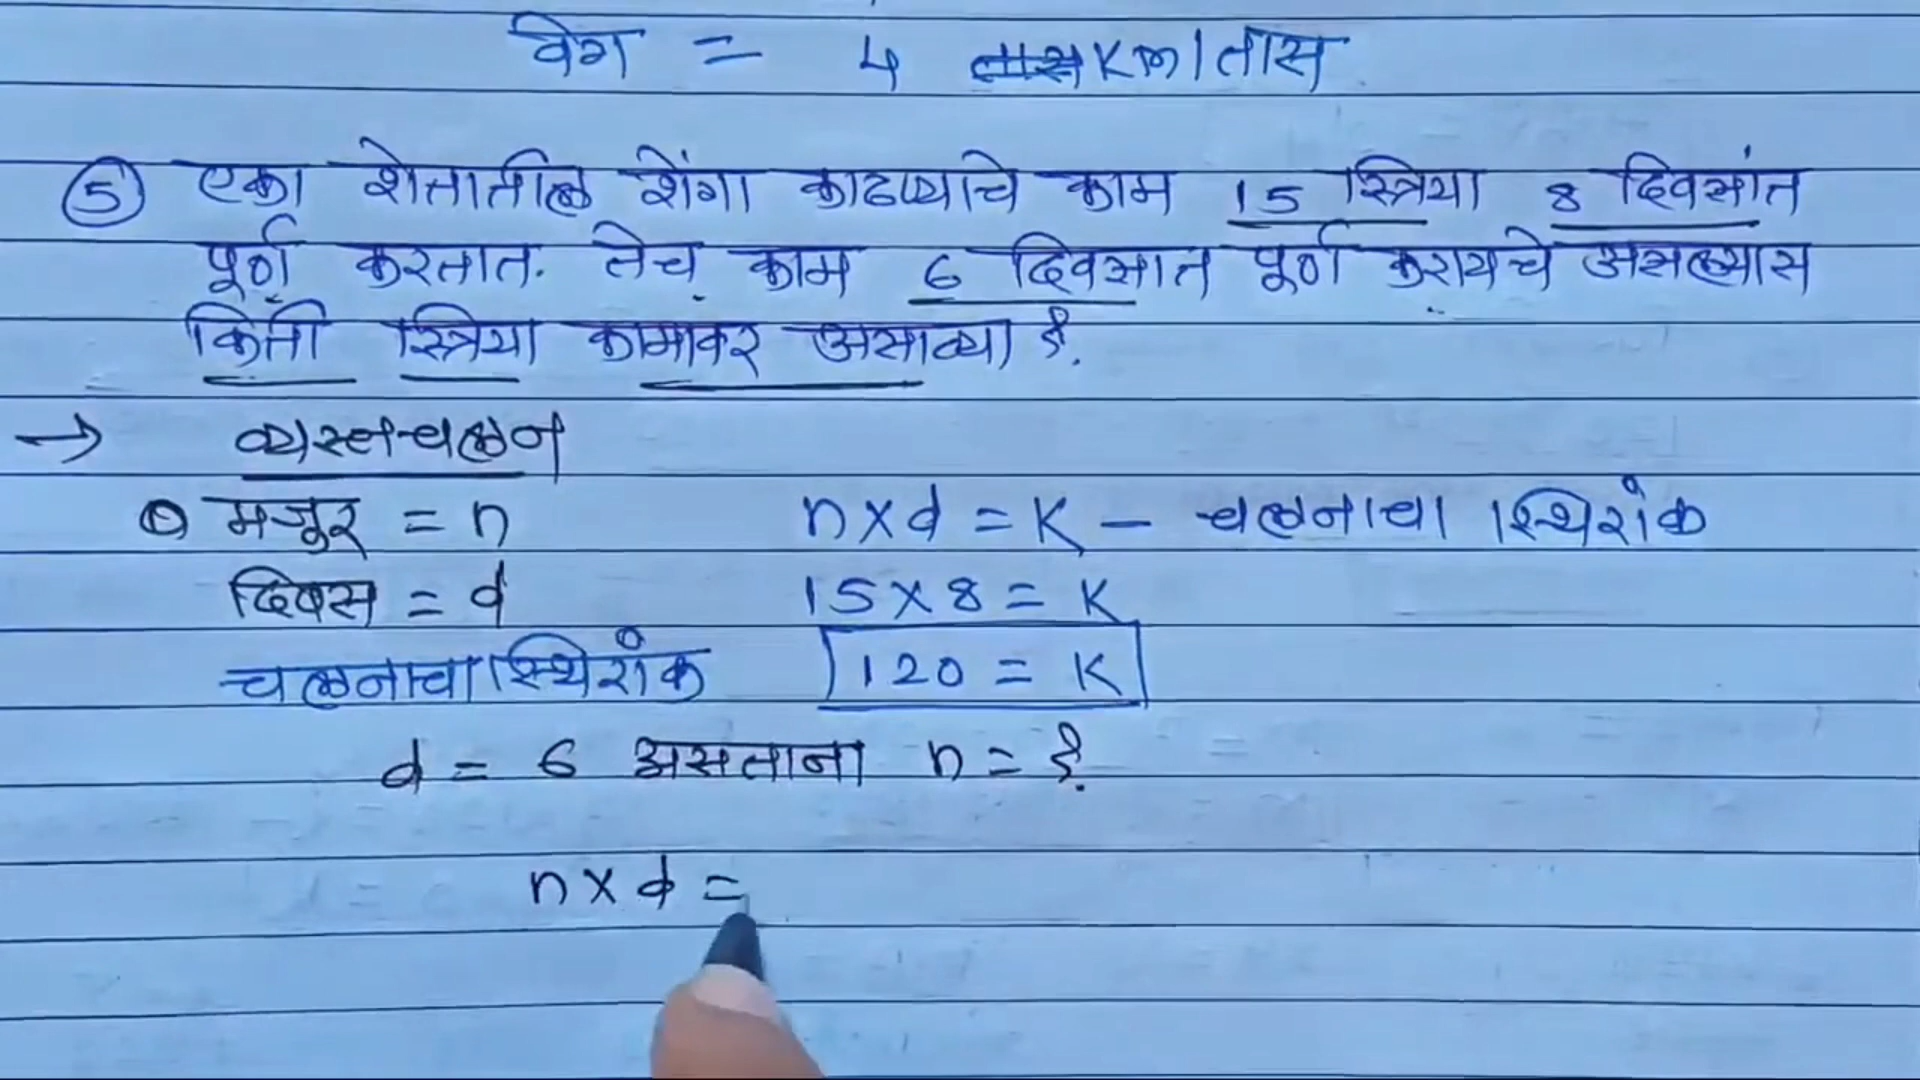 वेग = 4 km/तास
5 एका शेतातील शेंगा काढण्याचे काम 15 स्त्रिया 8 दिवसांत
पूर्ण करतात. तेच काम 6 दिवसात पूर्ण करायचे असल्यास
किती स्त्रिया कामावर असाव्या ?
→ व्यस्तचलन
मजुर = n n x d = K - चलनाचा स्थिरांक
दिवस = d 15 x 8 = K
चलनाचा स्थिरांक 120 = K
d = 6 असताना n = ?
n x d =